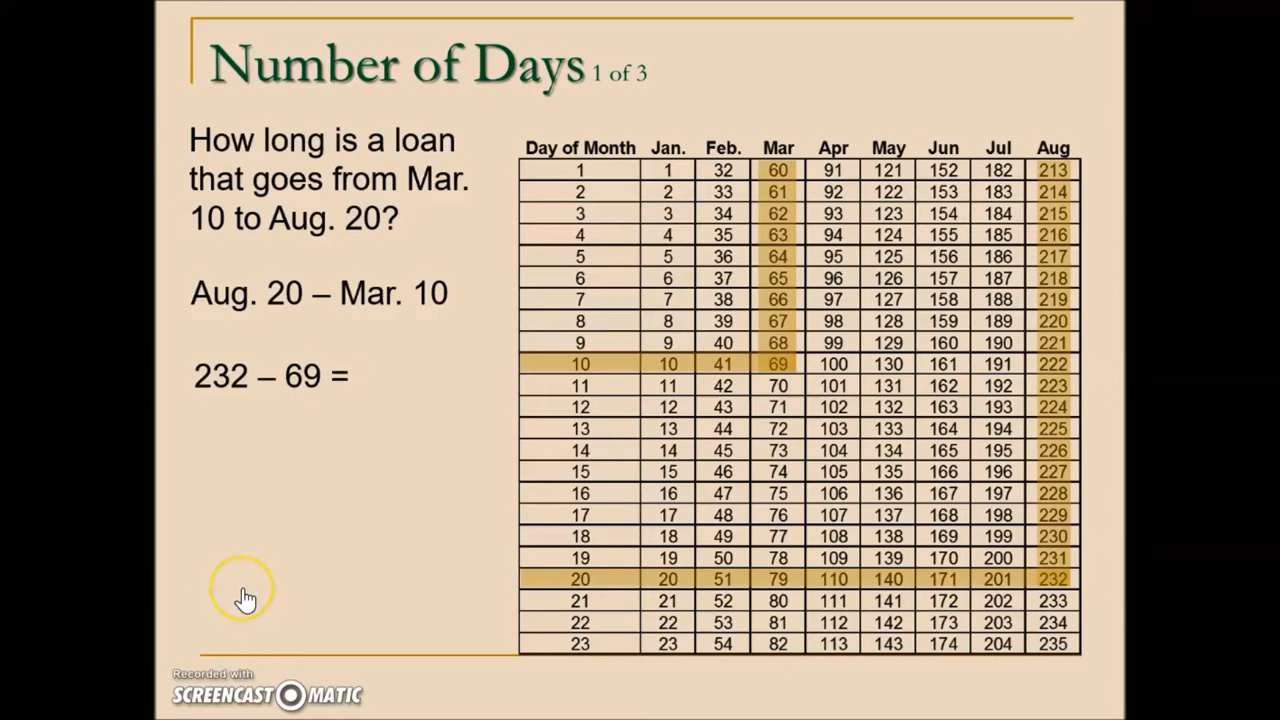 Number of Days 1 of 3
How long is a loan
that goes from Mar.
10 to Aug. 20?
Aug. 20 – Mar. 10
232 – 69 =
Day of Month Jan. Feb. Mar Apr May Jun Jul Aug
1 1 32 60 91 121 152 182 213
2 2 33 61 92 122 153 183 214
3 3 34 62 93 123 154 184 215
4 4 35 63 94 124 155 185 216
5 5 36 64 95 125 156 186 217
6 6 37 65 96 126 157 187 218
7 7 38 66 97 127 158 188 219
8 8 39 67 98 128 159 189 220
9 9 40 68 99 129 160 190 221
10 10 41 69 100 130 161 191 222
11 11 42 70 101 131 162 192 223
12 12 43 71 102 132 163 193 224
13 13 44 72 103 133 164 194 225
14 14 45 73 104 134 165 195 226
15 15 46 74 105 135 166 196 227
16 16 47 75 106 136 167 197 228
17 17 48 76 107 137 168 198 229
18 18 49 77 108 138 169 199 230
19 19 50 78 109 139 170 200 231
20 20 51 79 110 140 171 201 232
21 21 52 80 111 141 172 202 233
22 22 53 81 112 142 173 203 234
23 23 54 82 113 143 174 204 235
Recorded with
SCREENCAST MATIC